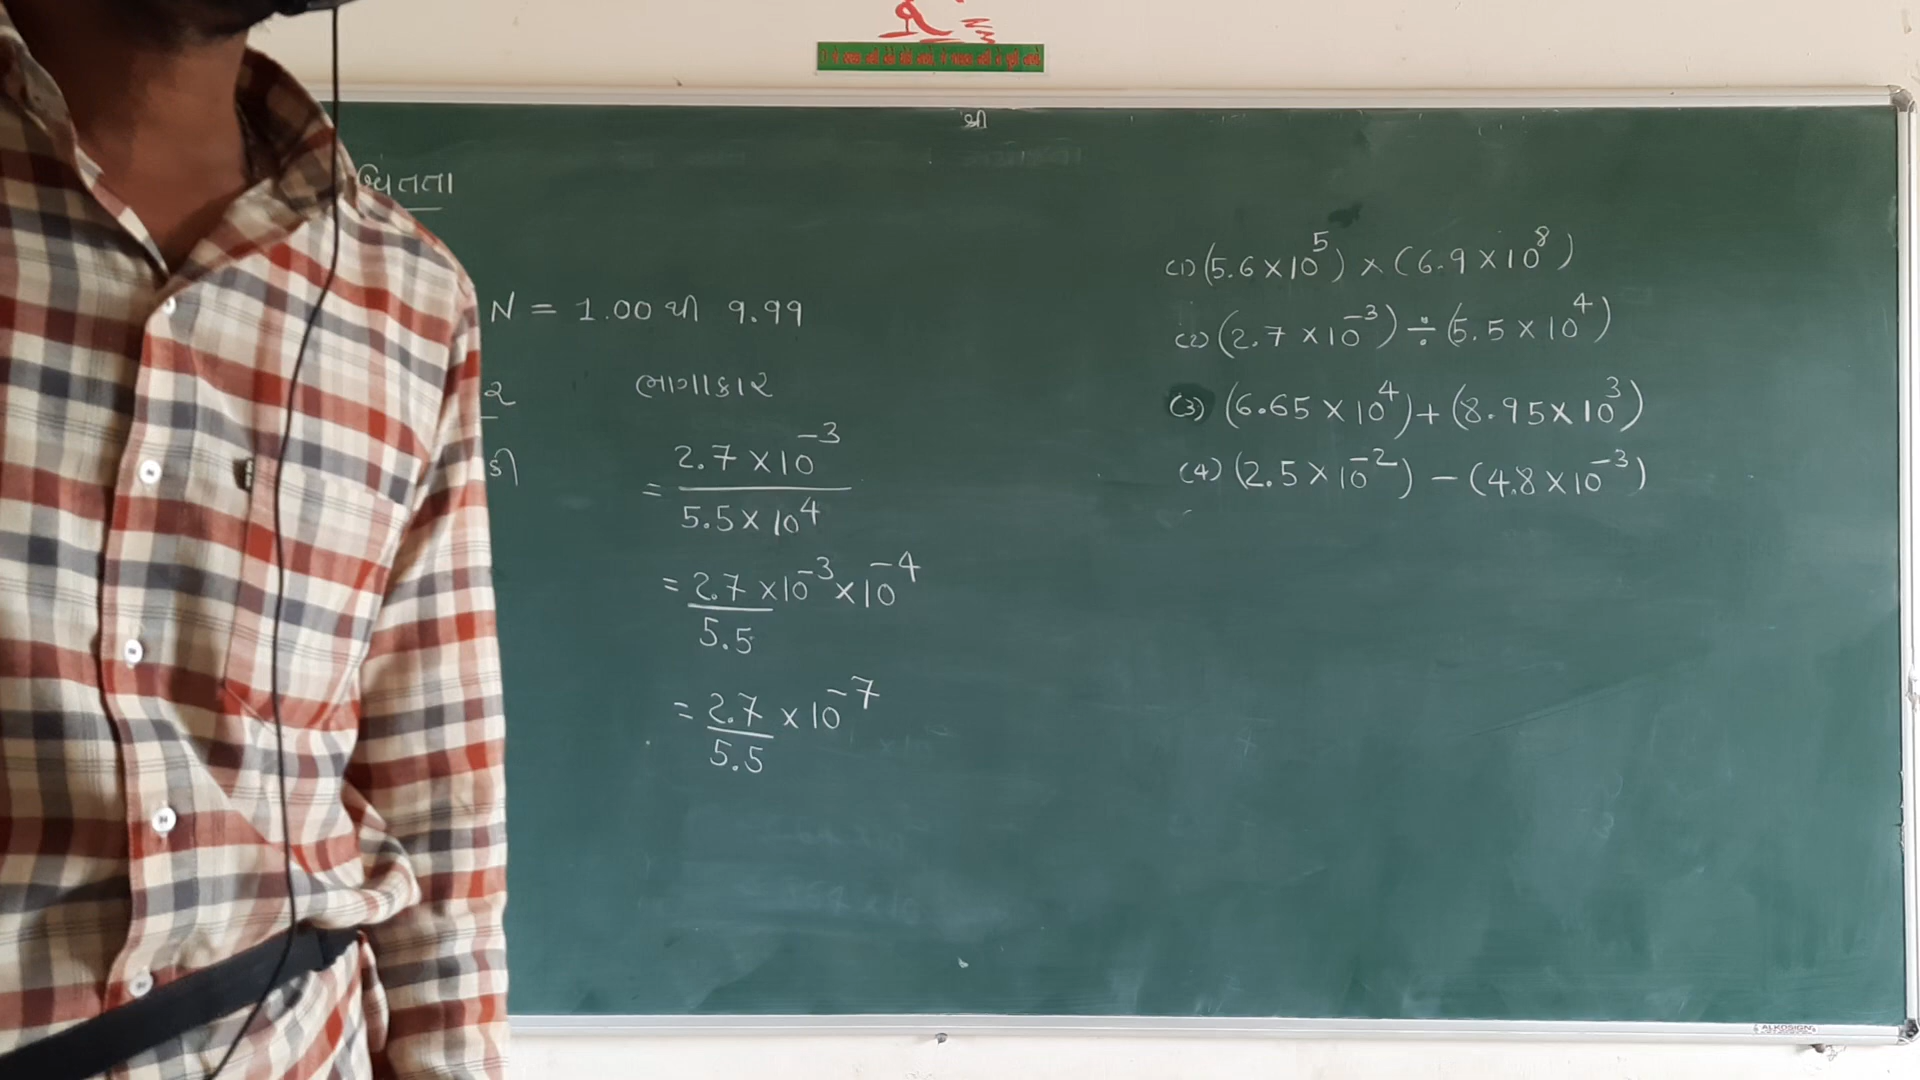 શ્રી
N = 1.00 થી 9.99
ભાગાકાર
= 2.7 × 10⁻³ / 5.5 × 10⁴
= 2.7 / 5.5 × 10⁻³ × 10⁻⁴
= 2.7 / 5.5 × 10⁻⁷
(1) (5.6 × 10⁵) × (6.9 × 10⁸)
(2) (2.7 × 10⁻³) ÷ (5.5 × 10⁴)
(3) (6.65 × 10⁴) + (8.95 × 10³)
(4) (2.5 × 10⁻²) − (4.8 × 10⁻³)
ALKOSIGN